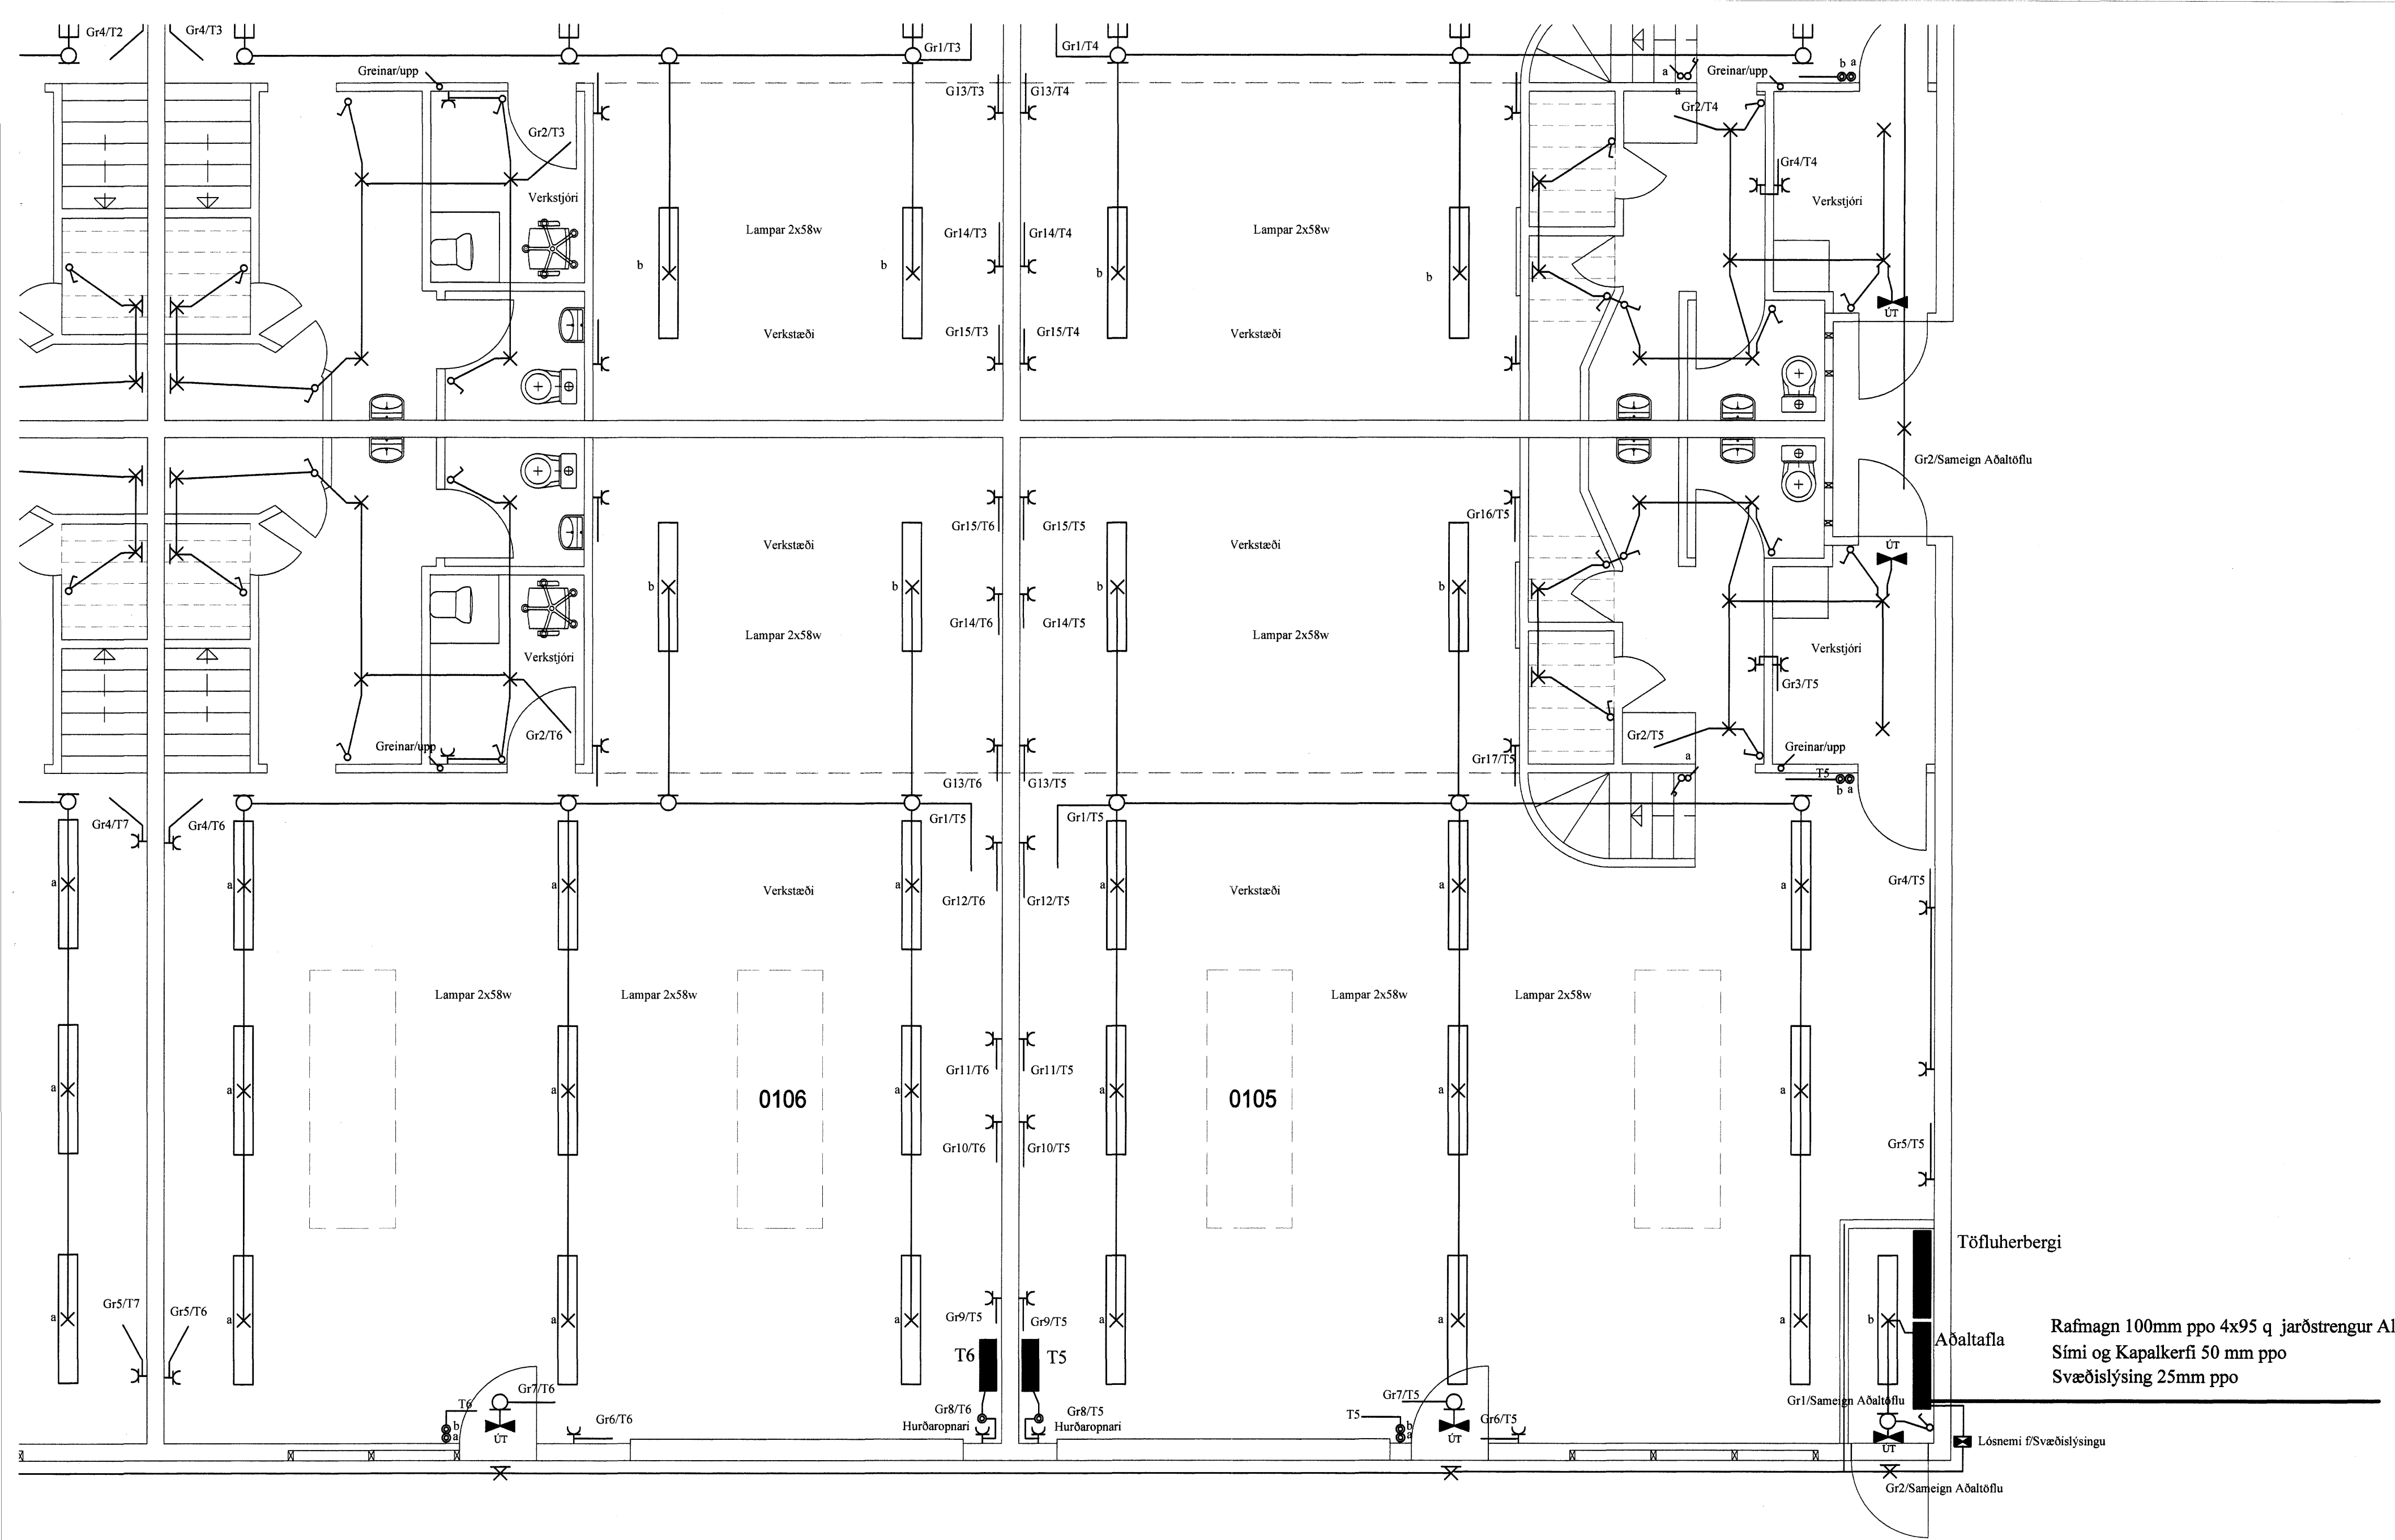 Gr4/T2
Gr4/T3
Gr1/T3
Gr1/T4
Greinar/upp
a
Greinar/upp
b a
a
G13/T3
G13/T4
Gr2/T4
Gr2/T3
Gr4/T4
Verkstjóri
Verkstjóri
Lampar 2x58w
Gr14/T3
Gr14/T4
Lampar 2x58w
b
b
b
b
ÚT
Verkstæði
Gr15/T3
Gr15/T4
Verkstæði
Gr2/Sameign Aðaltöflu
Gr15/T6
Gr15/T5
Gr16/T5
Verkstæði
Verkstæði
ÚT
b
b
b
b
Gr14/T6
Gr14/T5
Lampar 2x58w
Lampar 2x58w
Verkstjóri
Verkstjóri
Gr3/T5
Gr2/T6
Gr2/T5
Greinar/upp
Greinar/upp
a
Gr17/T5
T5
G13/T6
G13/T5
b a
Gr4/T7
Gr4/T6
Gr1/T5
Gr1/T5
a
a
a
a
a
a
a
Verkstæði
Verkstæði
Gr4/T5
Gr12/T6
Gr12/T5
Lampar 2x58w
Lampar 2x58w
Lampar 2x58w
Lampar 2x58w
Gr11/T6
Gr11/T5
a
a
a
a
a
a
a
0106
0105
Gr10/T6
Gr10/T5
Gr5/T5
Töfluherbergi
Gr5/T7
Gr5/T6
Gr9/T5
Gr9/T5
a
a
a
a
a
a
a
b
Rafmagn 100mm ppo 4x95 q jarðstrengur Al
Aðaltafla
Sími og Kapalkerfi 50 mm ppo
Svæðislýsing 25mm ppo
T6
T5
Gr7/T6
Gr7/T5
Gr1/Sameign Aðaltöflu
T6
Gr8/T6
Gr8/T5
T5
Gr6/T6
Gr6/T5
Hurðaropnari
Hurðaropnari
b
a
b
a
ÚT
ÚT
ÚT
Lósnemi f/Svæðislýsingu
Gr2/Sameign Aðaltöflu